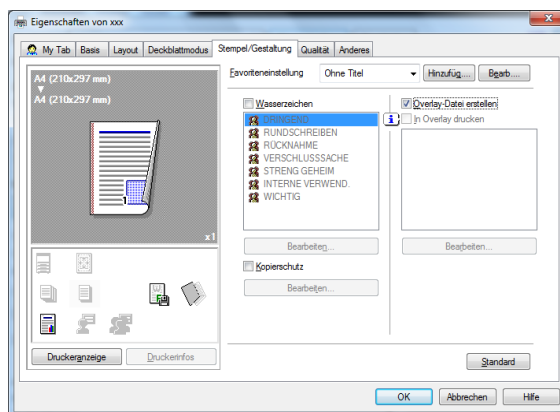 Eigenschaften von xxx
My Tab Basis Layout Deckblattmodus Stempel/Gestaltung Qualität Anderes
A4 (210x297 mm)
A4 (210x297 mm)
1
x1
Favoriteneinstellung Ohne Titel Hinzufüg.... Bearb....
Wasserzeichen
DRINGEND
RUNDSCHREIBEN
RÜCKNAHME
VERSCHLUSSSACHE
STRENG GEHEIM
INTERNE VERWEND.
WICHTIG
Bearbeiten...
Kopierschutz
Bearbeiten...
Overlay-Datei erstellen
In Overlay drucken
Bearbeiten...
Druckeranzeige Druckerinfos
Standard
OK Abbrechen Hilfe